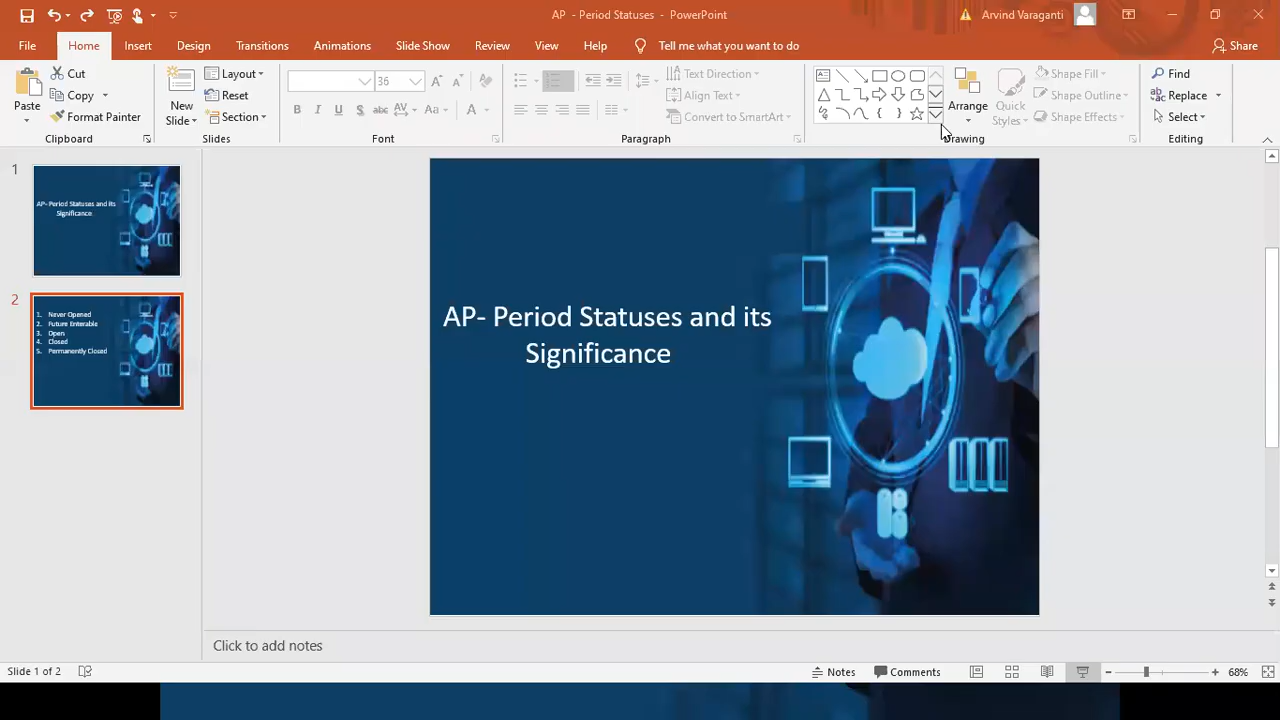 AP - Period Statuses - PowerPoint
Arvind Varaganti
File Home Insert Design Transitions Animations Slide Show Review View Help Tell me what you want to do Share
Paste
Cut
Copy
Format Painter
Clipboard
New
Slide
Layout
Reset
Section
Slides
36
B I U S abc AV Aa A
Font
Text Direction
Align Text
Convert to SmartArt
Paragraph
Arrange
Quick
Styles
Shape Fill
Shape Outline
Shape Effects
Drawing
Find
Replace
Select
Editing
1
AP- Period Statuses and its
Significance
2
1. Never Opened
2. Future Enterable
3. Open
4. Closed
5. Permanently Closed
AP- Period Statuses and its
Significance
Click to add notes
Slide 1 of 2
Notes
Comments
68%